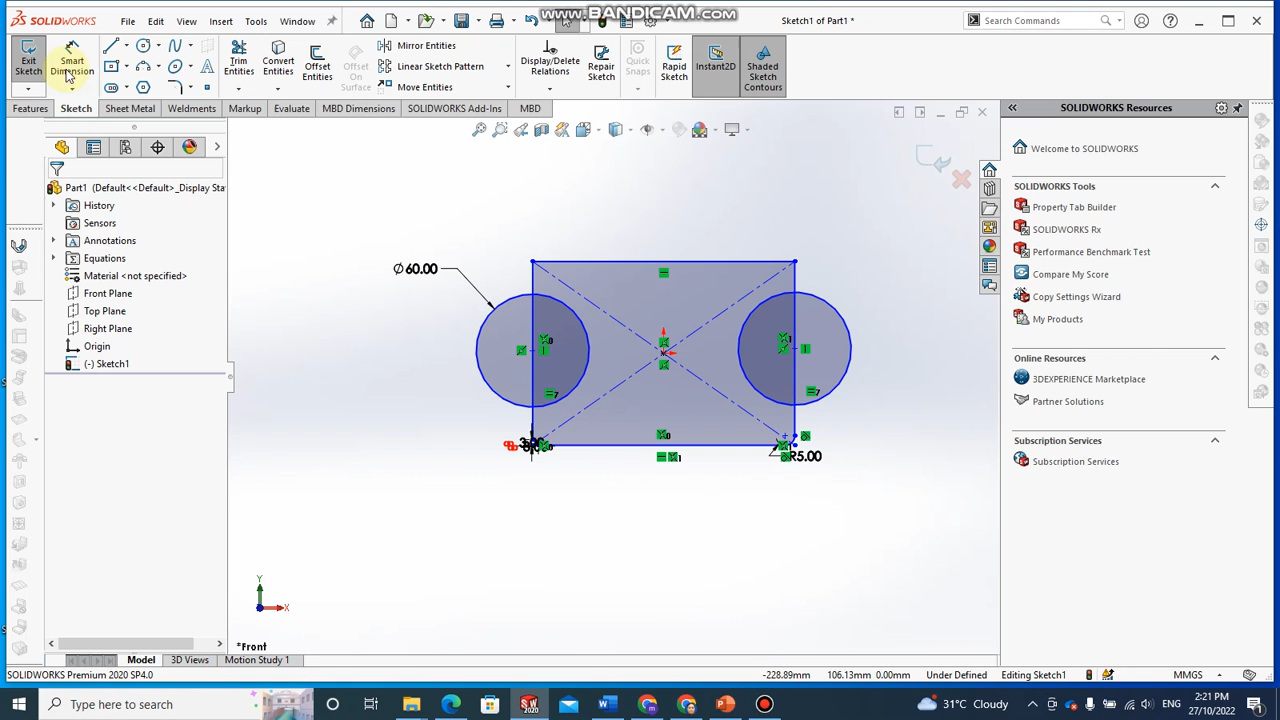 SOLIDWORKS File Edit View Insert Tools Window
www.BANDICAM.com
Sketch1 of Part1 *
Search Commands
Exit Sketch
Smart Dimension
Trim Entities
Convert Entities
Offset Entities
Offset On Surface
Mirror Entities
Linear Sketch Pattern
Move Entities
Display/Delete Relations
Repair Sketch
Quick Snaps
Rapid Sketch
Instant2D
Shaded Sketch Contours
Features Sketch Sheet Metal Weldments Markup Evaluate MBD Dimensions SOLIDWORKS Add-Ins MBD
Part1 (Default<<Default>_Display Sta
History
Sensors
Annotations
Equations
Material <not specified>
Front Plane
Top Plane
Right Plane
Origin
(-) Sketch1
Ø60.00
R5.00
Y
X
*Front
SOLIDWORKS Resources
Welcome to SOLIDWORKS
SOLIDWORKS Tools
Property Tab Builder
SOLIDWORKS Rx
Performance Benchmark Test
Compare My Score
Copy Settings Wizard
My Products
Online Resources
3DEXPERIENCE Marketplace
Partner Solutions
Subscription Services
Subscription Services
Model 3D Views Motion Study 1
SOLIDWORKS Premium 2020 SP4.0
-228.89mm 106.13mm 0.00mm Under Defined Editing Sketch1 MMGS
Type here to search
31°C Cloudy
ENG
2:21 PM
27/10/2022